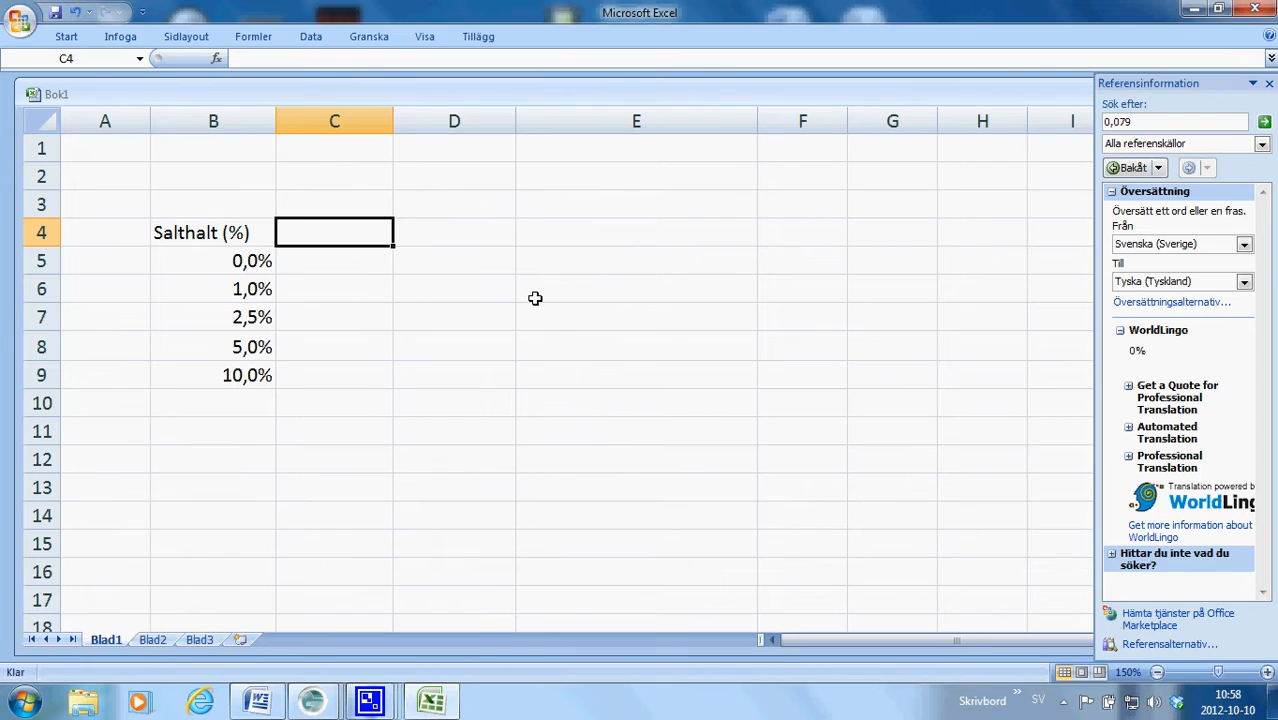 Microsoft Excel
Start Infoga Sidlayout Formler Data Granska Visa Tillägg
C4 fx
Bok1
A B C D E F G H I
1
2
3
4 Salthalt (%)
5 0,0%
6 1,0%
7 2,5%
8 5,0%
9 10,0%
10
11
12
13
14
15
16
17
18
Blad1 Blad2 Blad3
Klar
150%
Referensinformation
Sök efter:
0,079
Alla referenskällor
Bakåt
Översättning
Översätt ett ord eller en fras.
Från
Svenska (Sverige)
Till
Tyska (Tyskland)
Översättningsalternativ...
WorldLingo
0%
Get a Quote for
Professional
Translation
Automated
Translation
Professional
Translation
Translation powered by
WorldLing
Get more information about
WorldLingo
Hittar du inte vad du
söker?
Hämta tjänster på Office
Marketplace
Referensalternativ...
Skrivbord » SV
10:58
2012-10-10